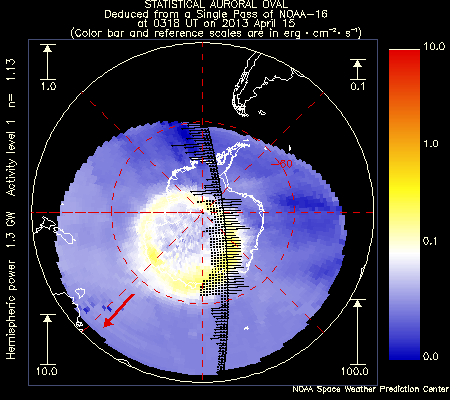 STATISTICAL AURORAL OVAL
Deduced from a Single Pass of NOAA-16
at 0318 UT on 2013 April 15
(Color bar and reference scales are in erg · cm⁻² · s⁻¹)
Hemispheric power 1.3 GW Activity level 1 n= 1.13
1.0
0.1
10.0
100.0
-60
10.0
1.0
0.1
0.0
NOAA Space Weather Prediction Center